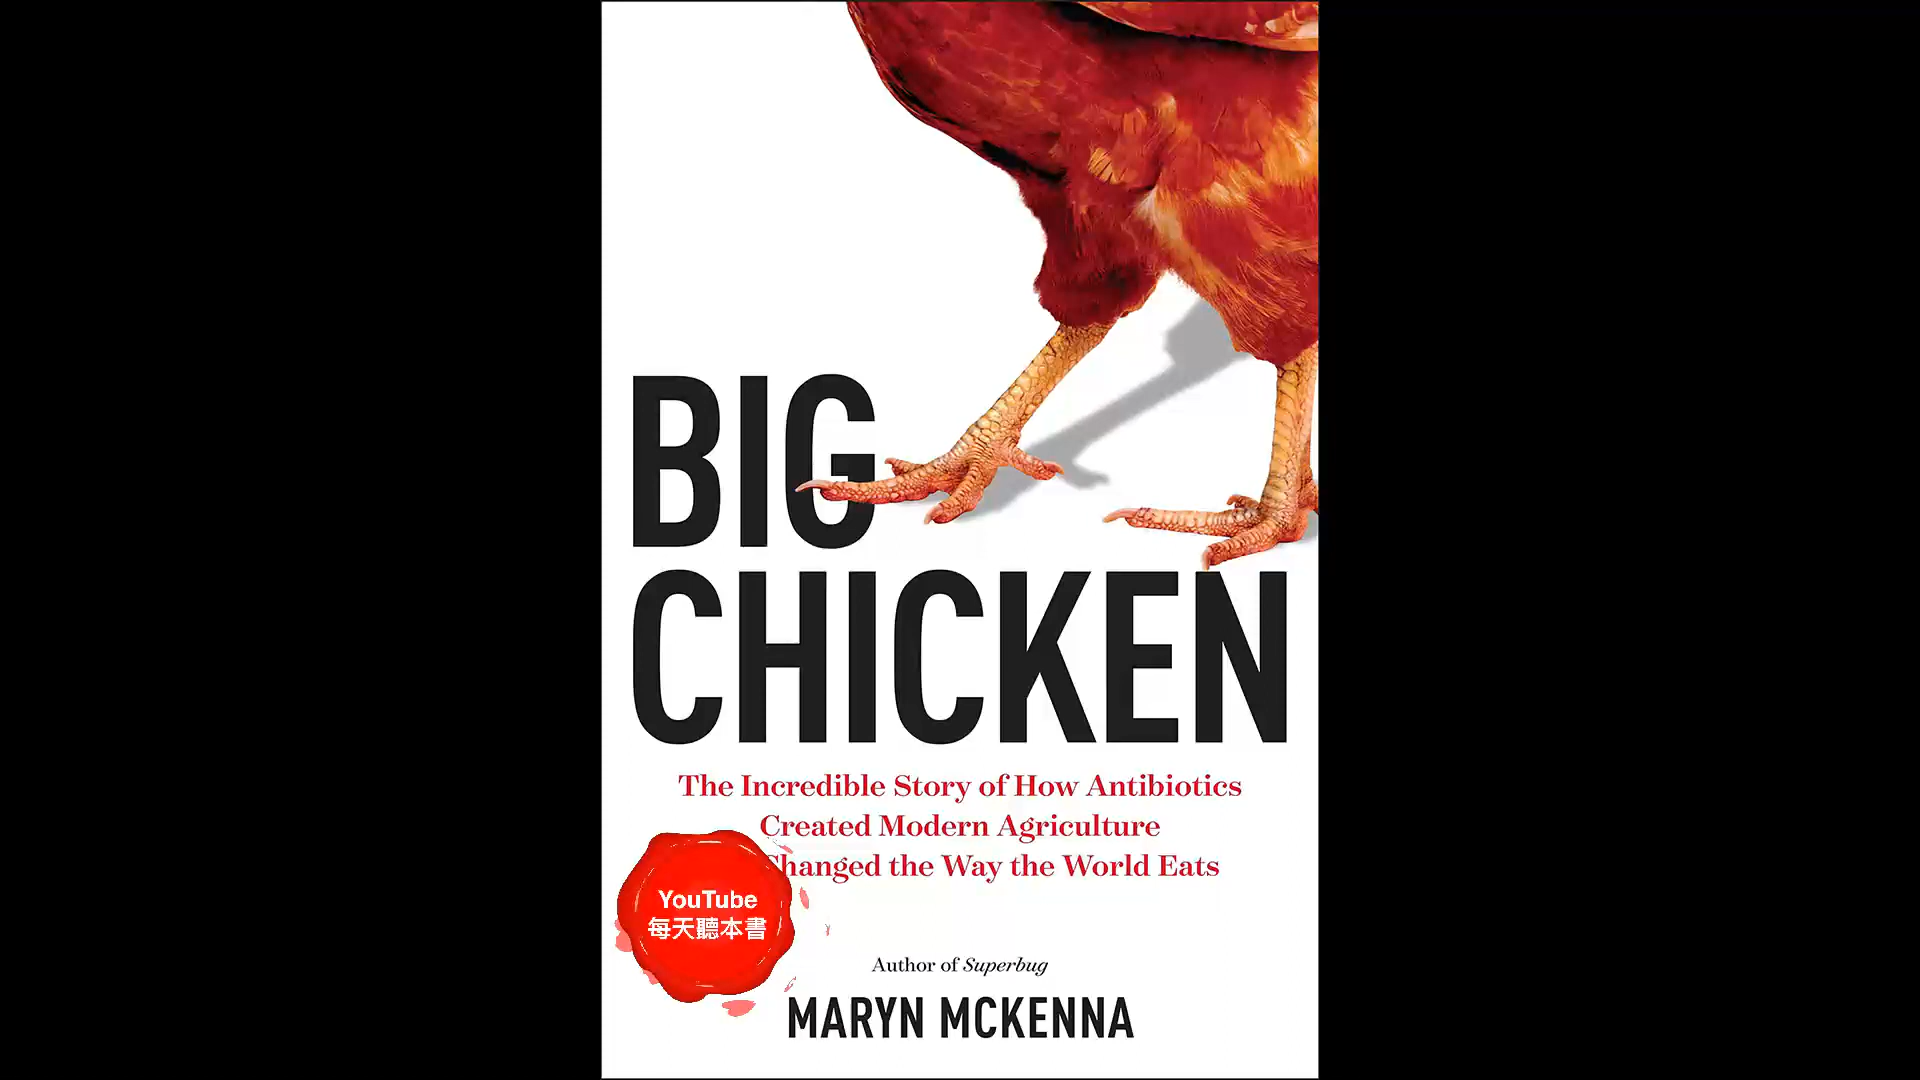 BIG
CHICKEN
The Incredible Story of How Antibiotics
Created Modern Agriculture
Changed the Way the World Eats
YouTube
每天聽本書
Author of Superbug
MARYN MCKENNA